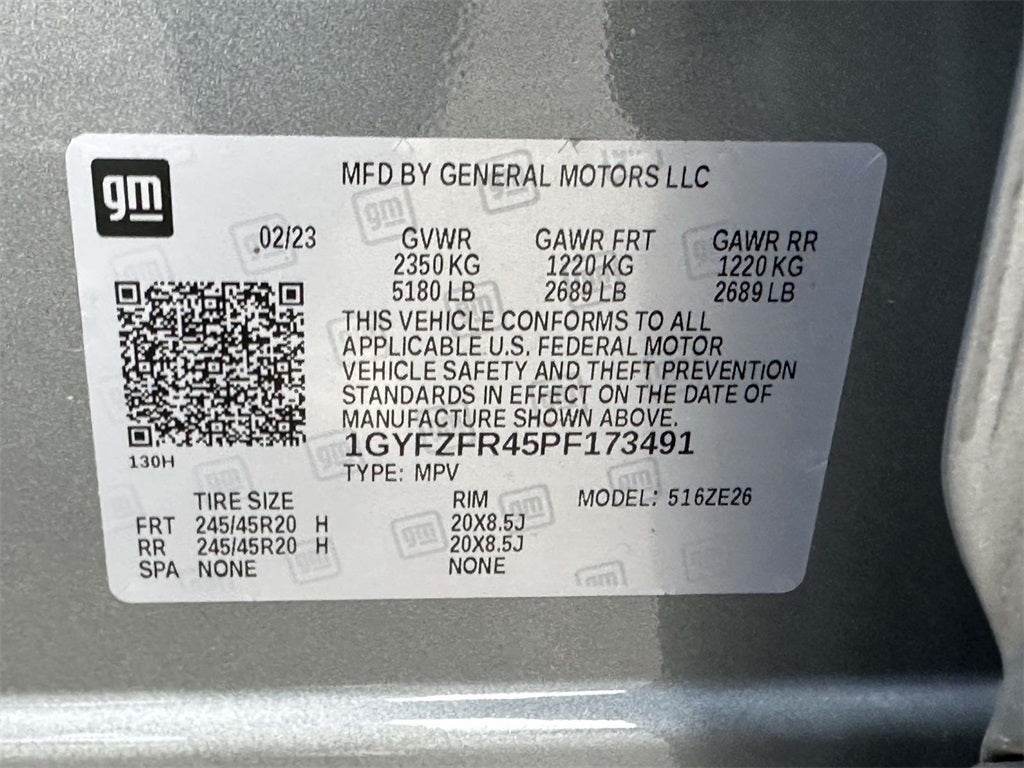 gm
MFD BY GENERAL MOTORS LLC
02/23 GVWR GAWR FRT GAWR RR
2350 KG 1220 KG 1220 KG
5180 LB 2689 LB 2689 LB
THIS VEHICLE CONFORMS TO ALL
APPLICABLE U.S. FEDERAL MOTOR
VEHICLE SAFETY AND THEFT PREVENTION
STANDARDS IN EFFECT ON THE DATE OF
MANUFACTURE SHOWN ABOVE.
1GYFZFR45PF173491
130H
TYPE: MPV
TIRE SIZE RIM MODEL: 516ZE26
FRT 245/45R20 H 20X8.5J
RR 245/45R20 H 20X8.5J
SPA NONE NONE